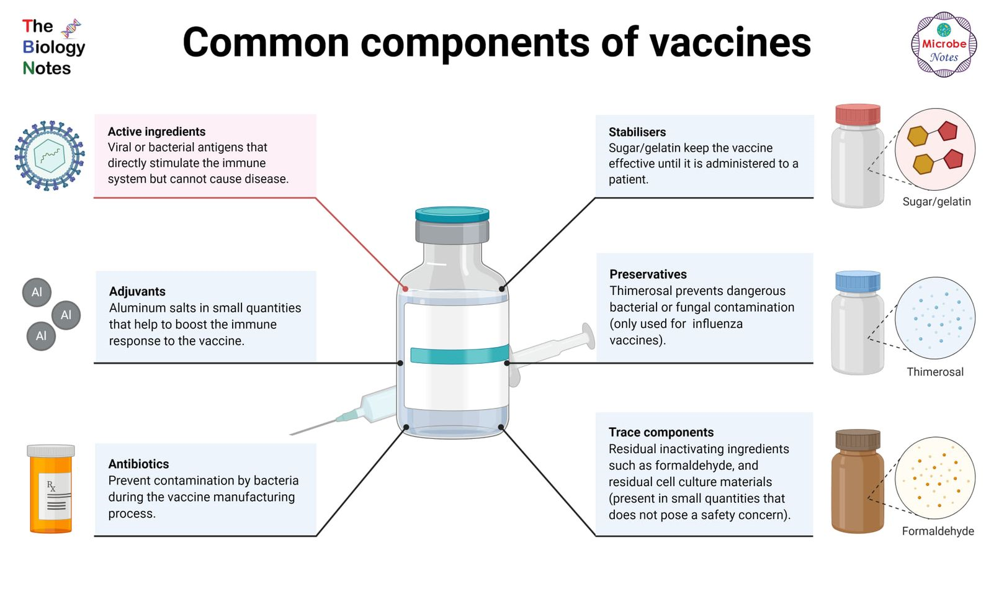 The
Biology
Notes
Common components of vaccines
Microbe
Notes
Active ingredients
Viral or bacterial antigens that
directly stimulate the immune
system but cannot cause disease.
Stabilisers
Sugar/gelatin keep the vaccine
effective until it is administered to a
patient.
Sugar/gelatin
Adjuvants
Aluminum salts in small quantities
that help to boost the immune
response to the vaccine.
Al
Al
Al
Preservatives
Thimerosal prevents dangerous
bacterial or fungal contamination
(only used for  influenza
vaccines).
Thimerosal
Antibiotics
Prevent contamination by bacteria
during the vaccine manufacturing
process.
Rx
Trace components
Residual inactivating ingredients
such as formaldehyde, and
residual cell culture materials
(present in small quantities that
does not pose a safety concern).
Formaldehyde